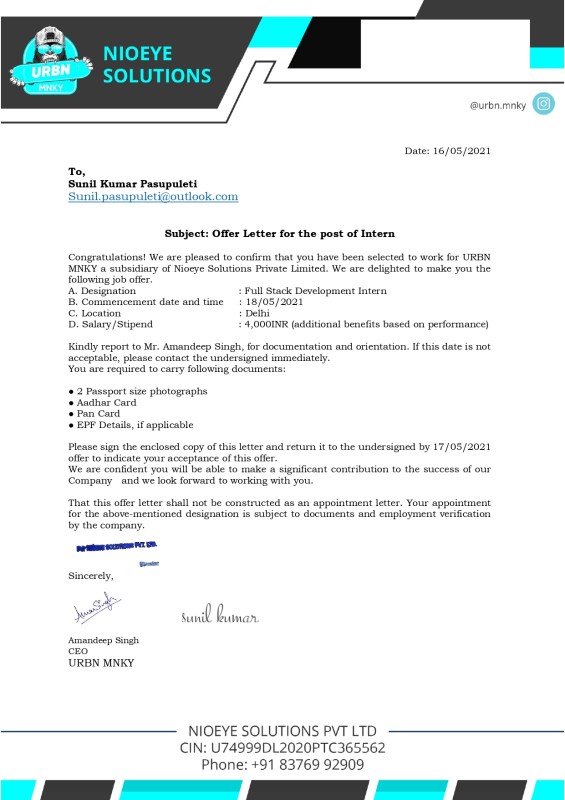 NIOEYE
SOLUTIONS
URBN
MNKY
@urbn.mnky
Date: 16/05/2021
To,
Sunil Kumar Pasupuleti
Sunil.pasupuleti@outlook.com
Subject: Offer Letter for the post of Intern
Congratulations! We are pleased to confirm that you have been selected to work for URBN
MNKY a subsidiary of Nioeye Solutions Private Limited. We are delighted to make you the
following job offer.
A. Designation : Full Stack Development Intern
B. Commencement date and time : 18/05/2021
C. Location : Delhi
D. Salary/Stipend : 4,000INR (additional benefits based on performance)
Kindly report to Mr. Amandeep Singh, for documentation and orientation. If this date is not
acceptable, please contact the undersigned immediately.
You are required to carry following documents:
● 2 Passport size photographs
● Aadhar Card
● Pan Card
● EPF Details, if applicable
Please sign the enclosed copy of this letter and return it to the undersigned by 17/05/2021
offer to indicate your acceptance of this offer.
We are confident you will be able to make a significant contribution to the success of our
Company and we look forward to working with you.
That this offer letter shall not be constructed as an appointment letter. Your appointment
for the above-mentioned designation is subject to documents and employment verification
by the company.
For NIOEYE SOLUTIONS PVT. LTD.
Director
Sincerely,
AmanSingh
sunil kumar
Amandeep Singh
CEO
URBN MNKY
NIOEYE SOLUTIONS PVT LTD
CIN: U74999DL2020PTC365562
Phone: +91 83769 92909